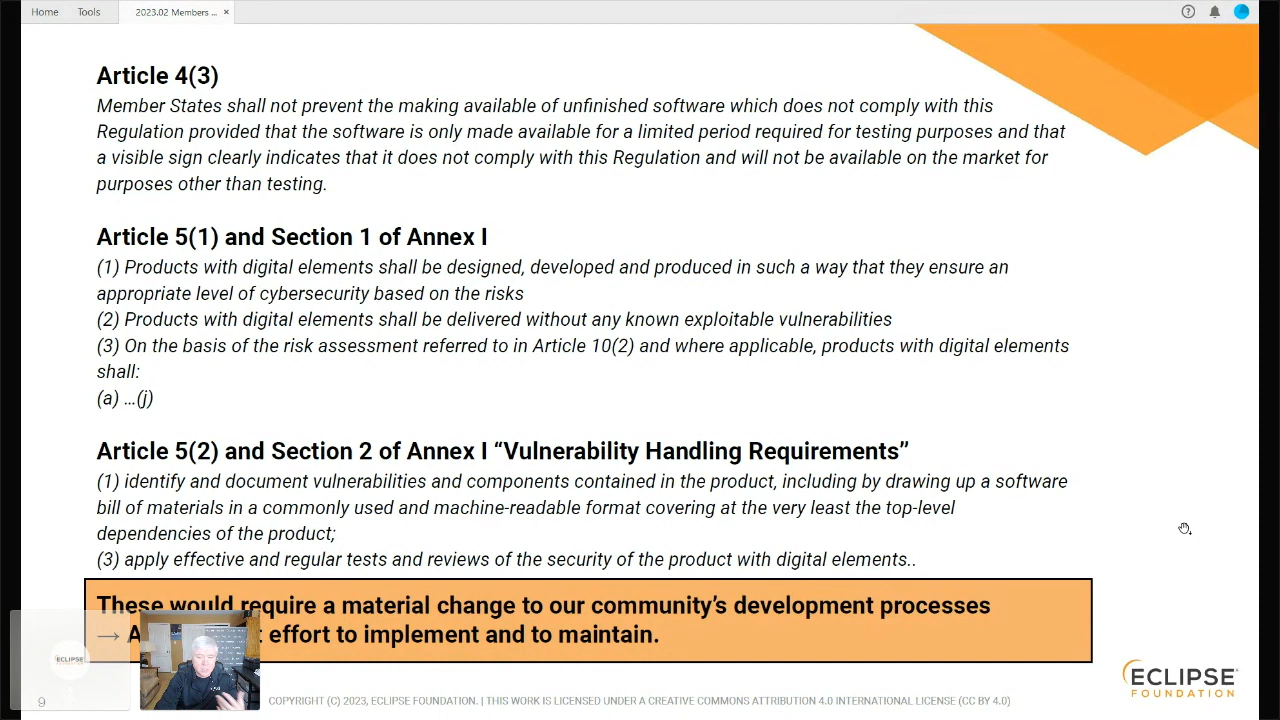 Home Tools 2023.02 Members ... ×
Article 4(3)
Member States shall not prevent the making available of unfinished software which does not comply with this
Regulation provided that the software is only made available for a limited period required for testing purposes and that
a visible sign clearly indicates that it does not comply with this Regulation and will not be available on the market for
purposes other than testing.
Article 5(1) and Section 1 of Annex I
(1) Products with digital elements shall be designed, developed and produced in such a way that they ensure an
appropriate level of cybersecurity based on the risks
(2) Products with digital elements shall be delivered without any known exploitable vulnerabilities
(3) On the basis of the risk assessment referred to in Article 10(2) and where applicable, products with digital elements
shall:
(a) …(j)
Article 5(2) and Section 2 of Annex I “Vulnerability Handling Requirements”
(1) identify and document vulnerabilities and components contained in the product, including by drawing up a software
bill of materials in a commonly used and machine-readable format covering at the very least the top-level
dependencies of the product;
(3) apply effective and regular tests and reviews of the security of the product with digital elements..
These would require a material change to our community’s development processes
→ effort to implement and to maintain.
ECLIPSE
FOUNDATION
9
COPYRIGHT (C) 2023, ECLIPSE FOUNDATION. | THIS WORK IS LICENSED UNDER A CREATIVE COMMONS ATTRIBUTION 4.0 INTERNATIONAL LICENSE (CC BY 4.0)
ECLIPSE
FOUNDATION